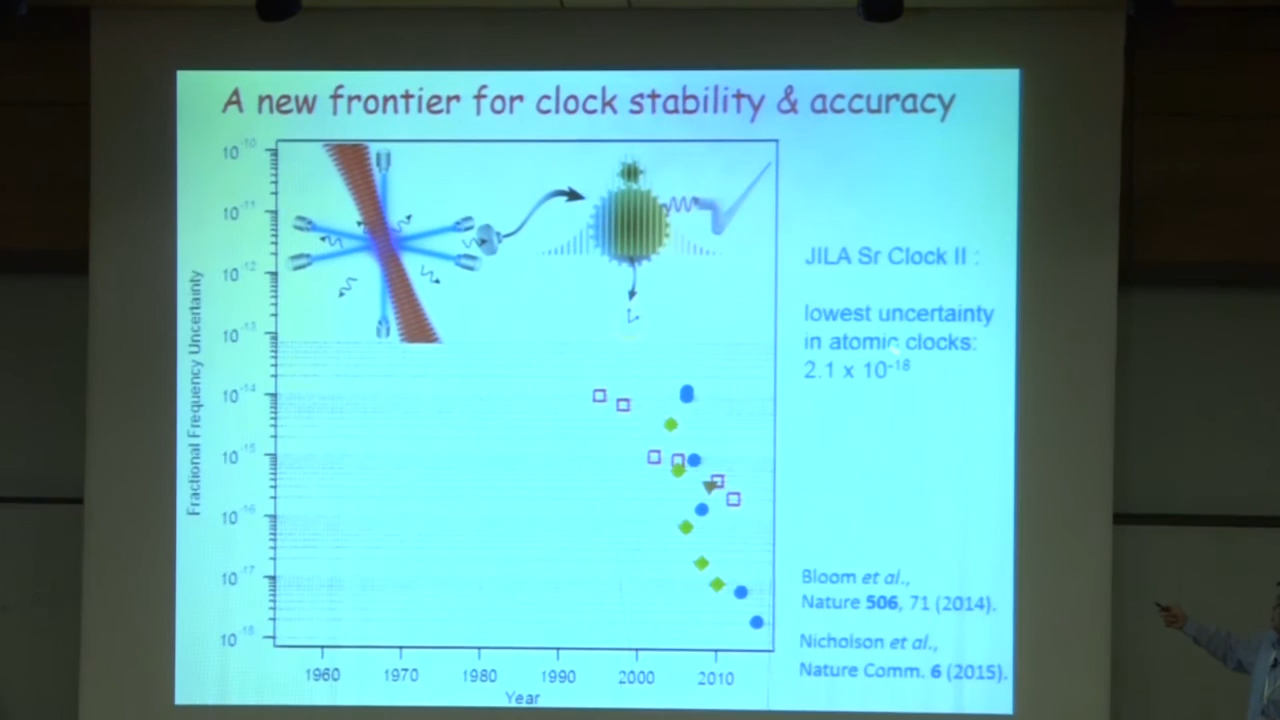 A new frontier for clock stability & accuracy
10-10
10-11
10-12
10-13
10-14
10-15
10-16
10-17
10-18
Fractional Frequency Uncertainty
1960 1970 1980 1990 2000 2010
Year
JILA Sr Clock II :
lowest uncertainty
in atomic clocks:
2.1 x 10-18
Bloom et al.,
Nature 506, 71 (2014).
Nicholson et al.,
Nature Comm. 6 (2015).